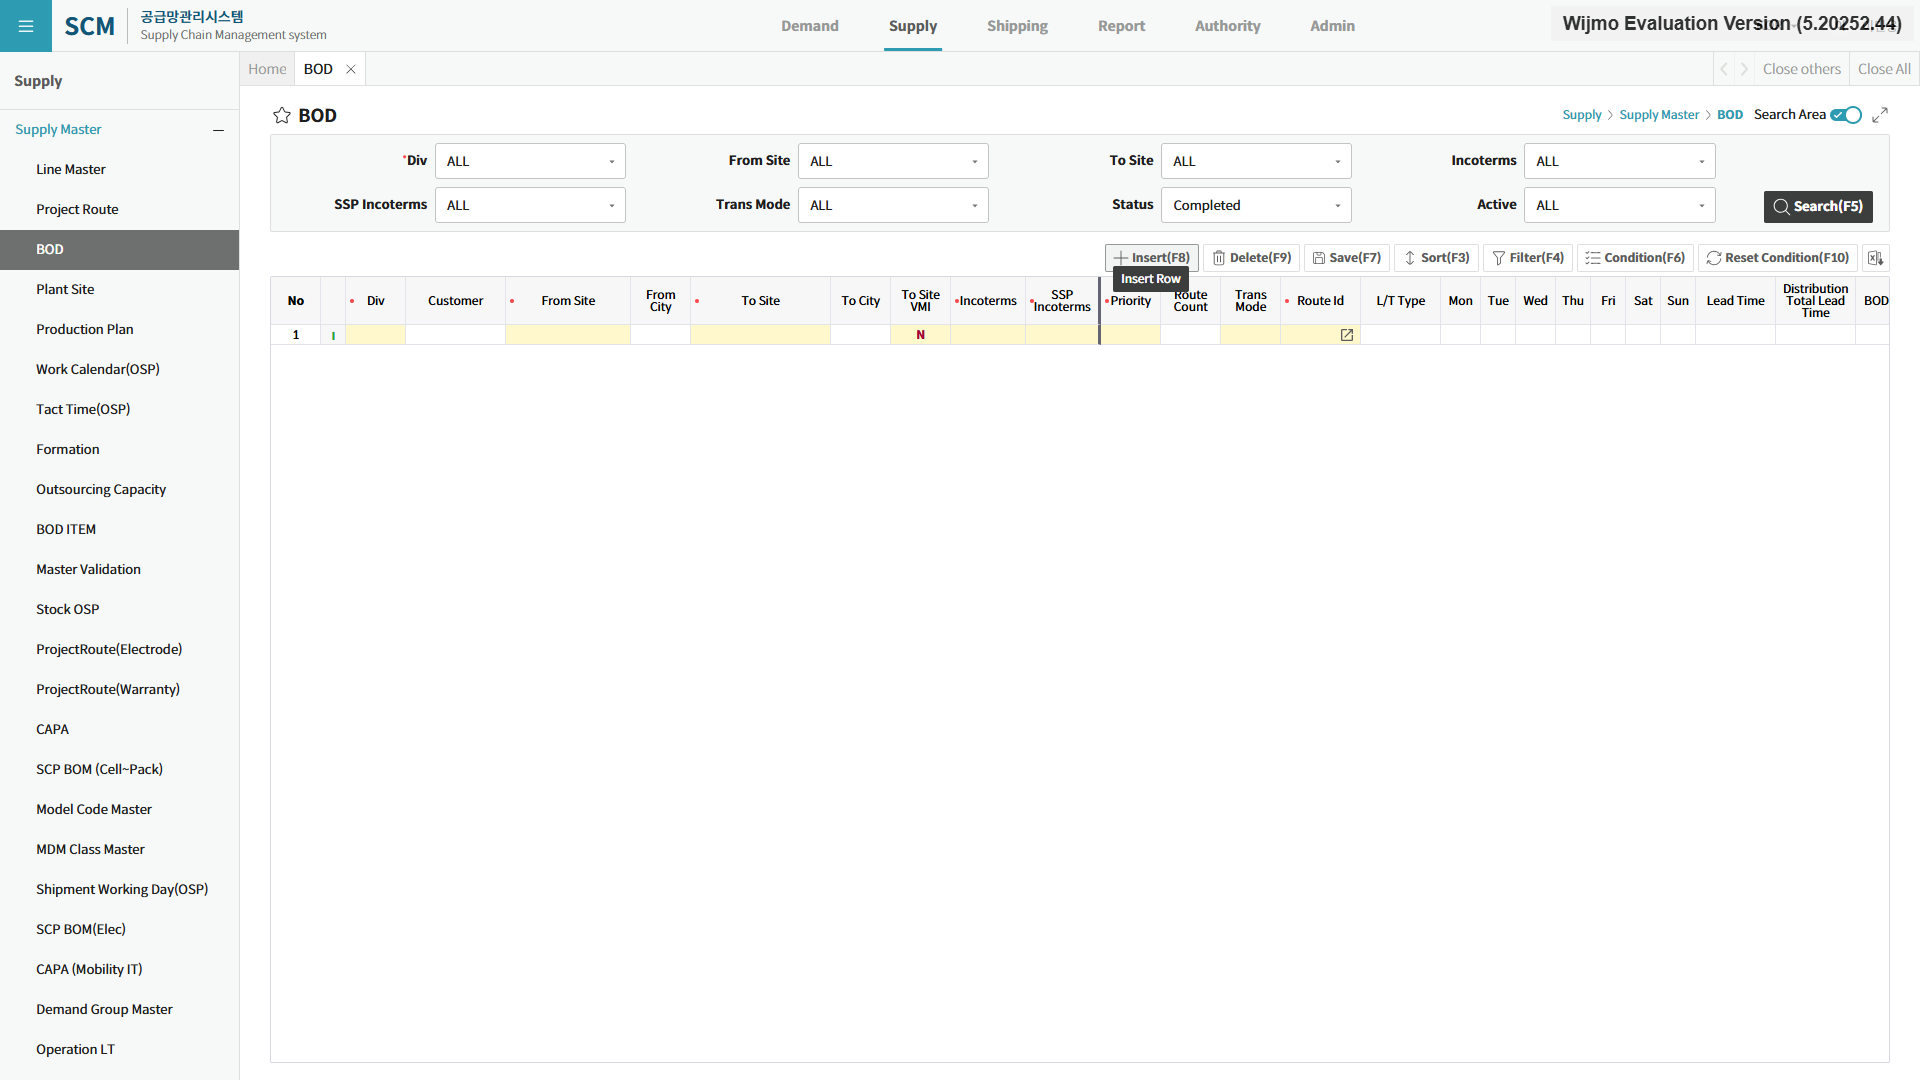 SCM
공급망관리시스템
Supply Chain Management system
Demand
Supply
Shipping
Report
Authority
Admin
Wijmo Evaluation Version (5.20252.44)
Supply
Home
BOD
Close others
Close All
Supply Master
Line Master
Project Route
BOD
Plant Site
Production Plan
Work Calendar(OSP)
Tact Time(OSP)
Formation
Outsourcing Capacity
BOD ITEM
Master Validation
Stock OSP
ProjectRoute(Electrode)
ProjectRoute(Warranty)
CAPA
SCP BOM (Cell~Pack)
Model Code Master
MDM Class Master
Shipment Working Day(OSP)
SCP BOM(Elec)
CAPA (Mobility IT)
Demand Group Master
Operation LT
BOD
Supply > Supply Master > BOD
Search Area
*Div ALL
From Site ALL
To Site ALL
Incoterms ALL
SSP Incoterms ALL
Trans Mode ALL
Status Completed
Active ALL
Search(F5)
Insert(F8)
Delete(F9)
Save(F7)
Sort(F3)
Filter(F4)
Condition(F6)
Reset Condition(F10)
Insert Row
No
Div
Customer
From Site
From City
To Site
To City
To Site VMI
Incoterms
SSP Incoterms
Priority
Route Count
Trans Mode
Route Id
L/T Type
Mon
Tue
Wed
Thu
Fri
Sat
Sun
Lead Time
Distribution Total Lead Time
BOD
1
I
N